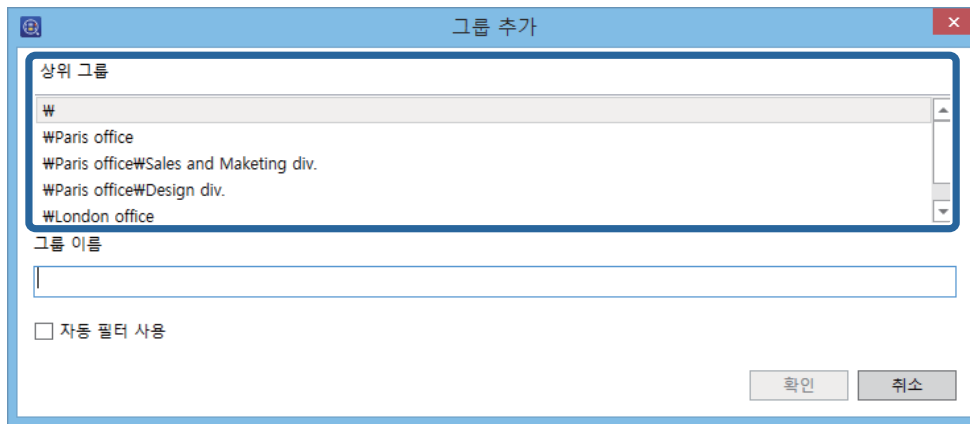 그룹 추가
상위 그룹
₩
₩Paris office
₩Paris office₩Sales and Maketing div.
₩Paris office₩Design div.
₩London office
그룹 이름
자동 필터 사용
확인 취소